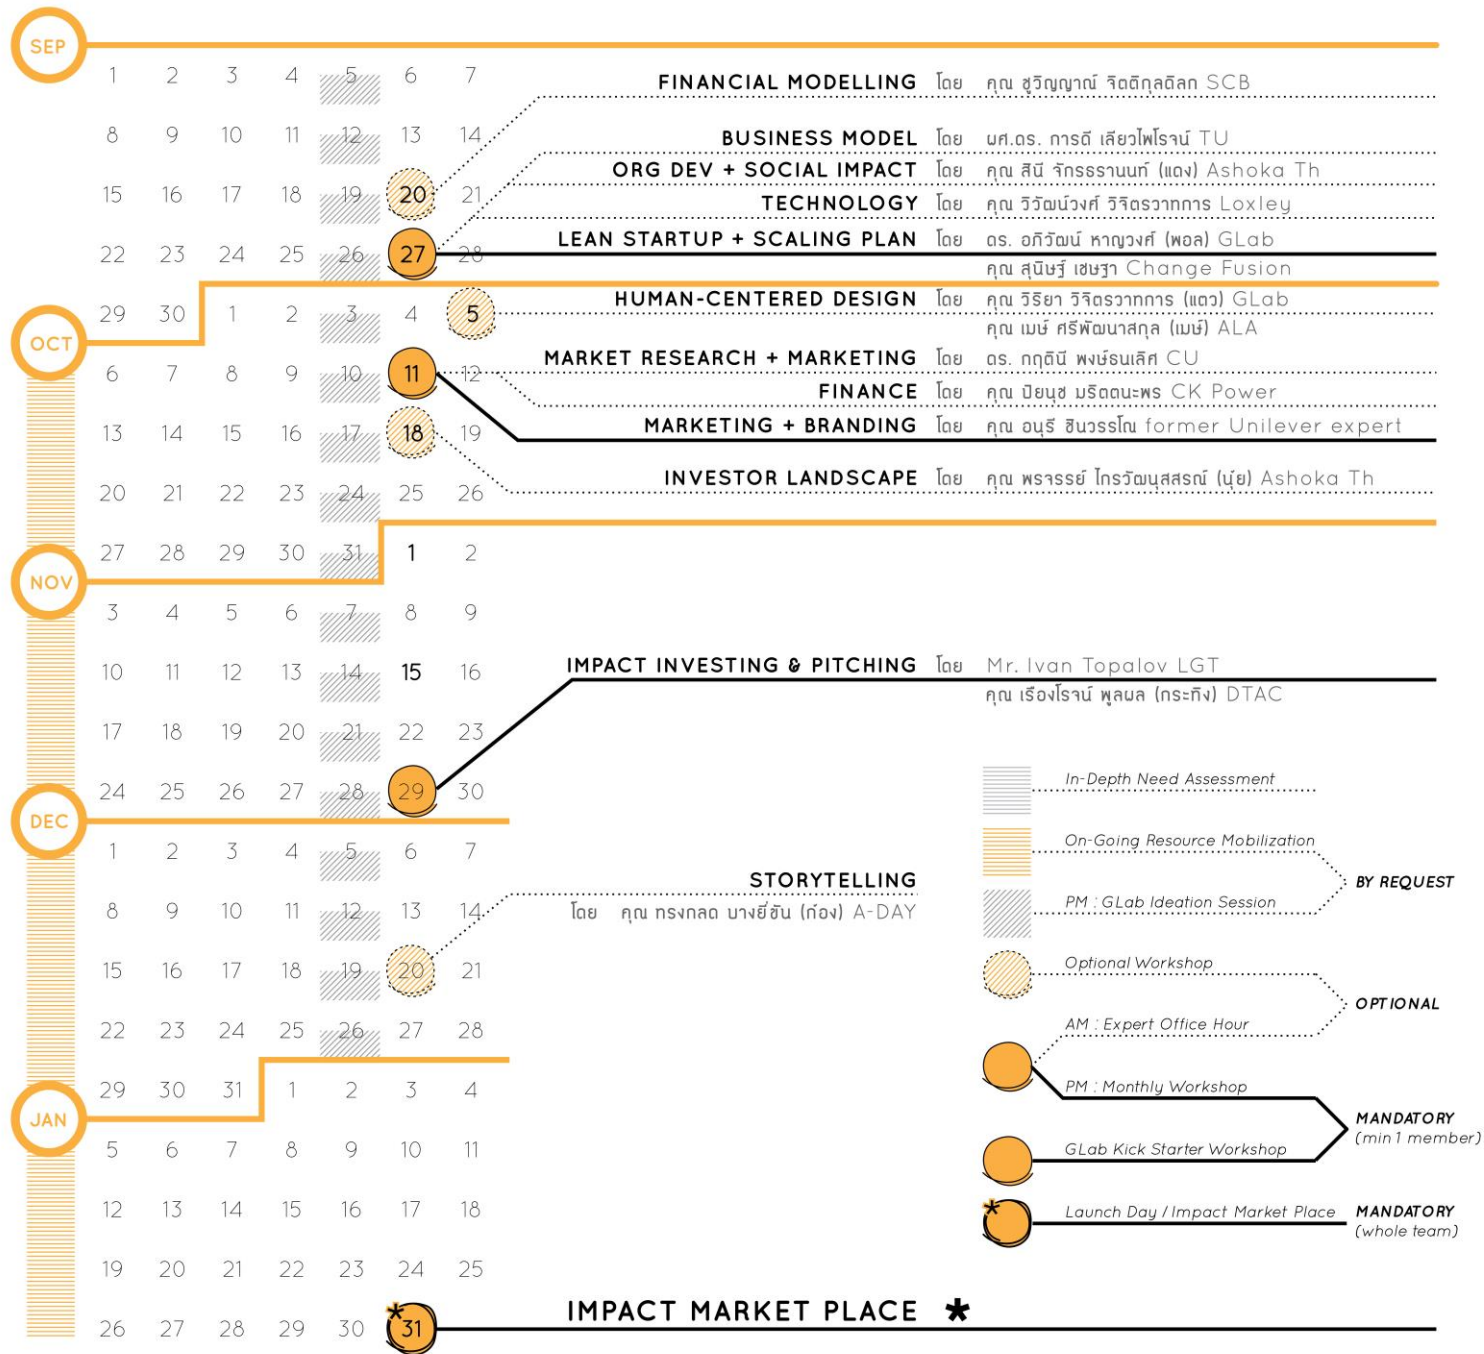 SEP
1 2 3 4 5 6 7
FINANCIAL MODELLING โดย คุณ ชูวิญญาณ์ จิตติกุลดิลก SCB
8 9 10 11 12 13 14
BUSINESS MODEL โดย ผศ.ดร. การดี เลียวไพโรจน์ TU
ORG DEV + SOCIAL IMPACT โดย คุณ สินี จักรธรานนท์ (แดง) Ashoka Th
15 16 17 18 19 20 21
TECHNOLOGY โดย คุณ วิวัฒน์วงศ์ วิจิตรวาทการ Loxley
LEAN STARTUP + SCALING PLAN โดย ดร. อภิวัฒน์ หาญวงศ์ (พอล) GLab
22 23 24 25 26 27 28
คุณ สุนิษฐ์ เชษฐา Change Fusion
HUMAN-CENTERED DESIGN โดย คุณ วิริยา วิจิตรวาทการ (แตว) GLab
29 30 1 2 3 4 5
คุณ เมษ์ ศรีพัฒนาสกุล (เมษ์) ALA
OCT
MARKET RESEARCH + MARKETING โดย ดร. กฤตินี พงษ์ธนเลิศ CU
6 7 8 9 10 11 12
FINANCE โดย คุณ ปิยนุช มริตตนะพร CK Power
MARKETING + BRANDING โดย คุณ อนุรี ชินวรรโณ former Unilever expert
13 14 15 16 17 18 19
INVESTOR LANDSCAPE โดย คุณ พรจรรย์ ไกรวัฒนุสสรณ์ (นุ้ย) Ashoka Th
20 21 22 23 24 25 26
27 28 29 30 31 1 2
NOV
3 4 5 6 7 8 9
IMPACT INVESTING & PITCHING โดย Mr. Ivan Topalov LGT
10 11 12 13 14 15 16
คุณ เรืองโรจน์ พูลผล (กระทิง) DTAC
17 18 19 20 21 22 23
24 25 26 27 28 29 30
DEC
1 2 3 4 5 6 7
STORYTELLING
8 9 10 11 12 13 14
โดย คุณ ทรงกลด บางยี่ขัน (ก้อง) A-DAY
15 16 17 18 19 20 21
22 23 24 25 26 27 28
29 30 31 1 2 3 4
JAN
5 6 7 8 9 10 11
12 13 14 15 16 17 18
19 20 21 22 23 24 25
26 27 28 29 30 31
*
IMPACT MARKET PLACE *
In-Depth Need Assessment
On-Going Resource Mobilization
BY REQUEST
PM : GLab Ideation Session
Optional Workshop
OPTIONAL
AM : Expert Office Hour
PM : Monthly Workshop
MANDATORY
(min 1 member)
GLab Kick Starter Workshop
*
Launch Day / Impact Market Place
MANDATORY
(whole team)